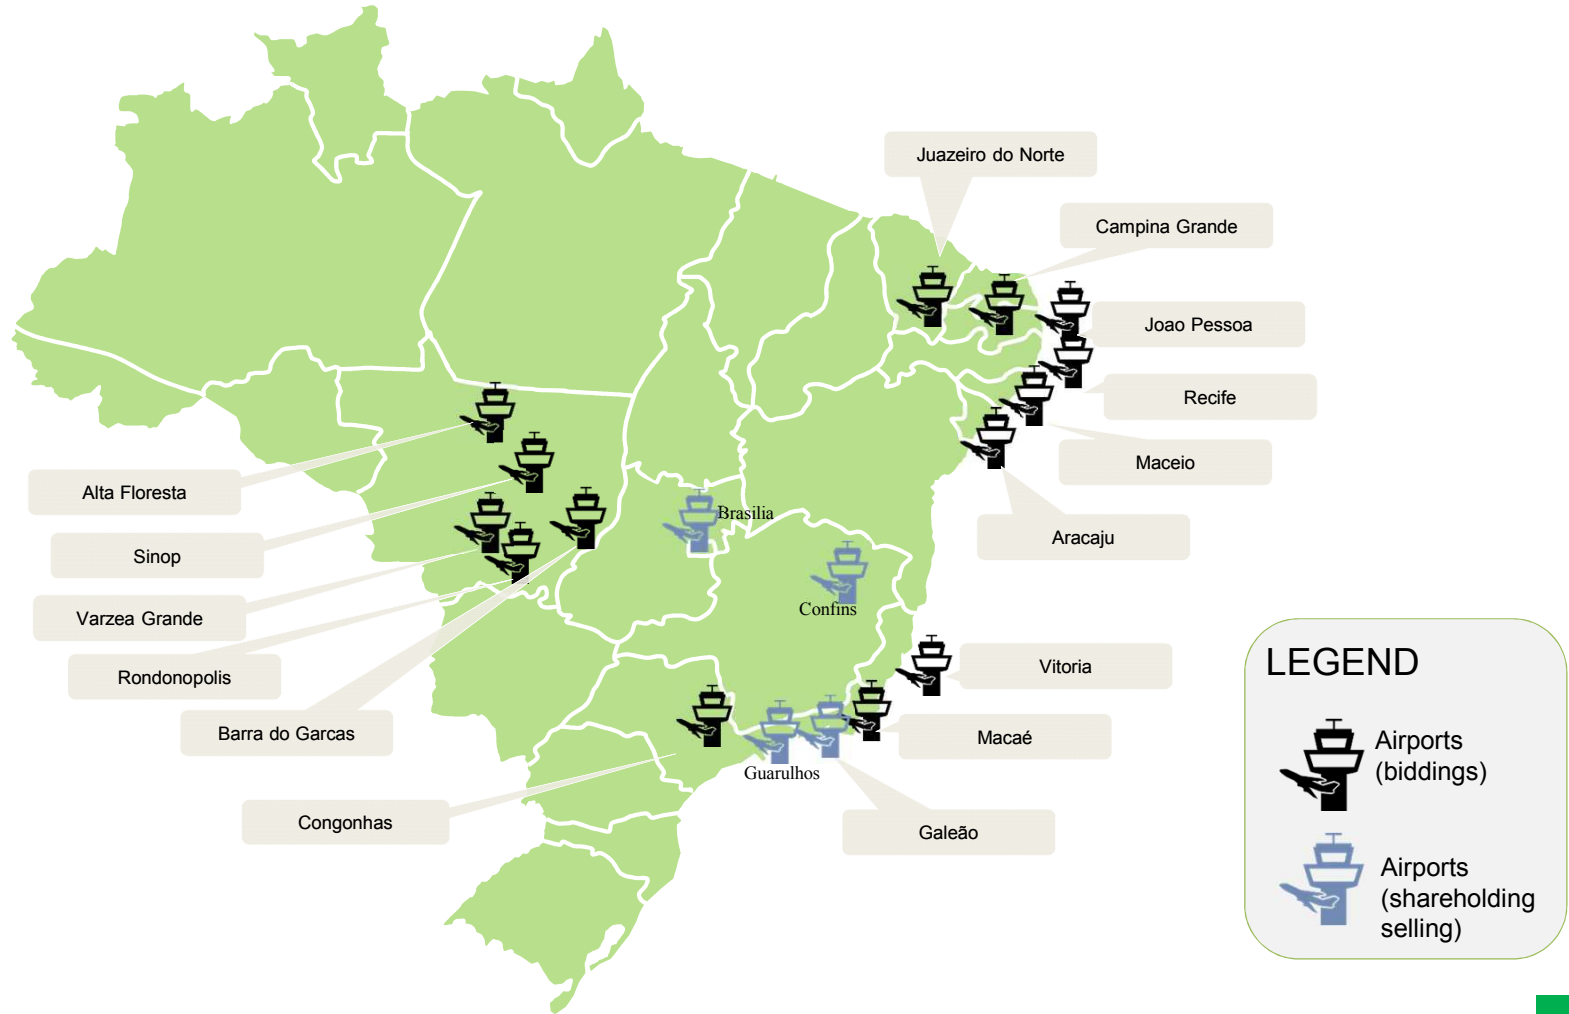 Juazeiro do Norte
Campina Grande
Joao Pessoa
Recife
Maceio
Aracaju
Alta Floresta
Sinop
Varzea Grande
Rondonopolis
Barra do Garcas
Congonhas
Brasilia
Confins
Vitoria
Macaé
Guarulhos
Galeão
LEGEND
Airports
(biddings)
Airports
(shareholding
selling)